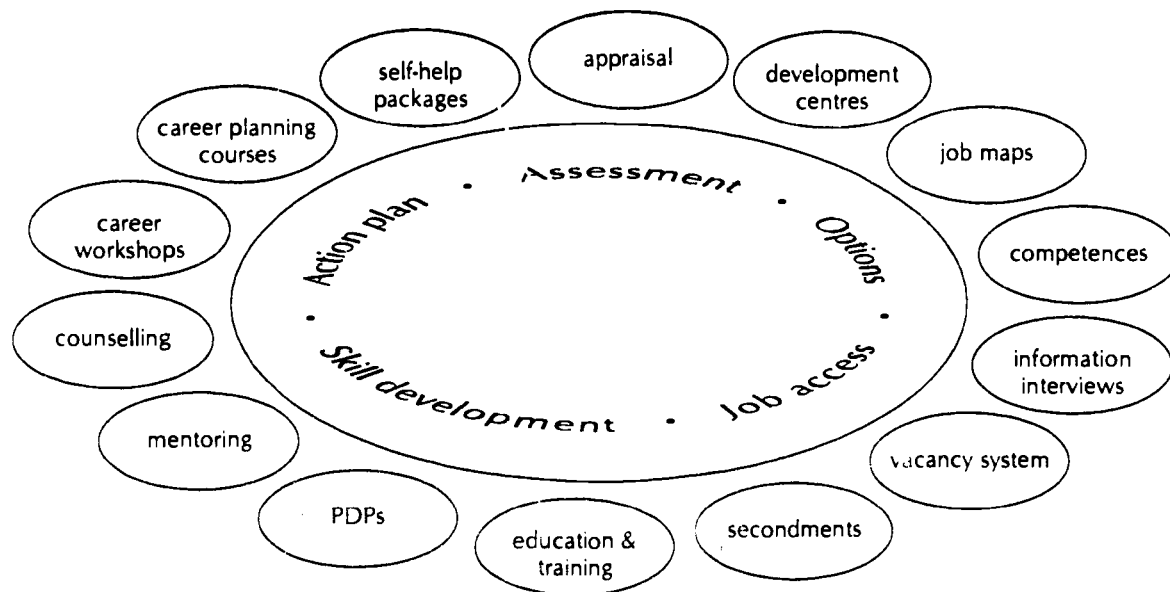 appraisal
development
centres
job maps
competences
information
interviews
vacancy system
secondments
education &
training
PDPs
mentoring
counselling
career
workshops
career planning
courses
self-help
packages
Assessment
Options
Job access
Skill development
Action plan